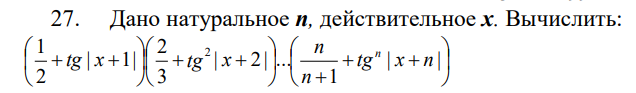 27. Дано натуральное n, действительное x. Вычислить:
(1/2 + tg | x+1 |)(2/3 + tg² | x+2 |)...(n/(n+1) + tgⁿ | x+n |)